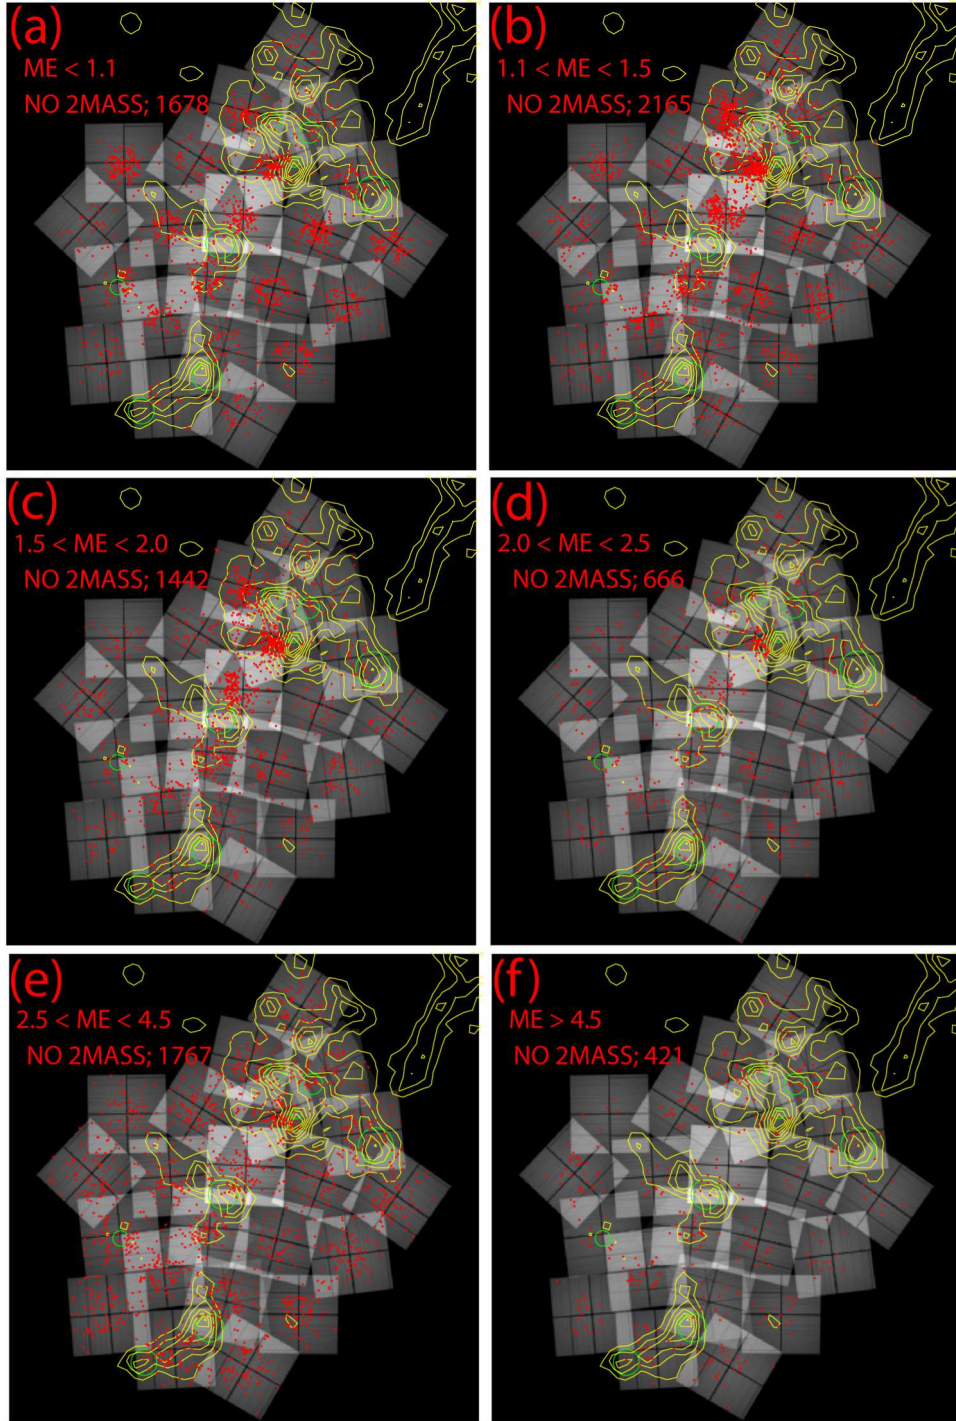 (a)
ME < 1.1
NO 2MASS; 1678
(b)
1.1 < ME < 1.5
NO 2MASS; 2165
(c)
1.5 < ME < 2.0
NO 2MASS; 1442
(d)
2.0 < ME < 2.5
NO 2MASS; 666
(e)
2.5 < ME < 4.5
NO 2MASS; 1767
(f)
ME > 4.5
NO 2MASS; 421